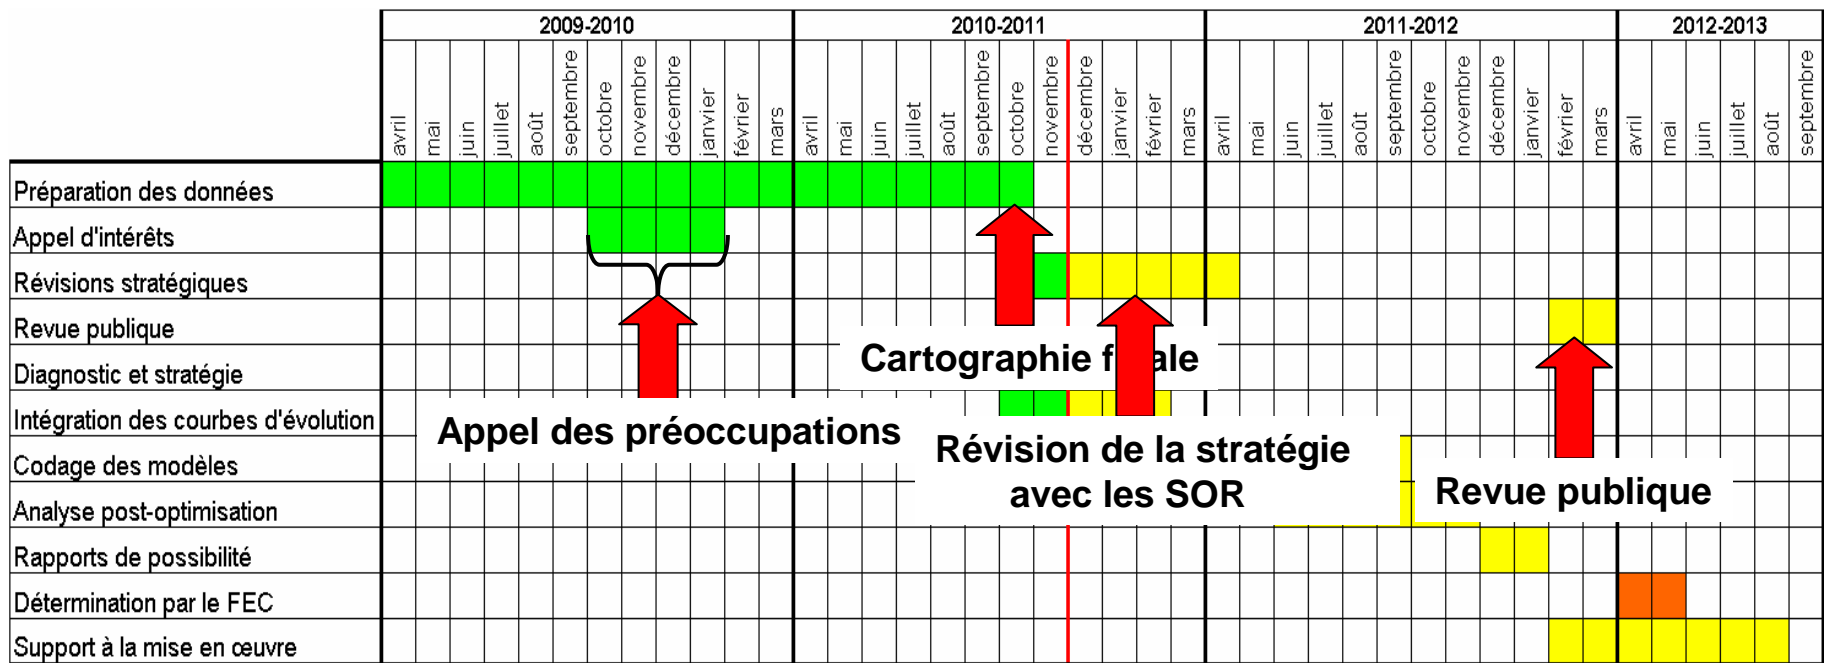 2009-2010 2010-2011 2011-2012 2012-2013
avril mai juin juillet août septembre octobre novembre décembre janvier février mars avril mai juin juillet août septembre octobre novembre décembre janvier février mars avril mai juin juillet août septembre octobre novembre décembre janvier février mars avril mai juin juillet août septembre
Préparation des données
Appel d'intérêts
Révisions stratégiques
Revue publique
Cartographie
Diagnostic et stratégie
Intégration des courbes d'évolution
Appel des préoccupations
Révision de la stratégie
avec les SOR
Codage des modèles
Revue publique
Analyse post-optimisation
Rapports de possibilité
Détermination par le FEC
Support à la mise en œuvre